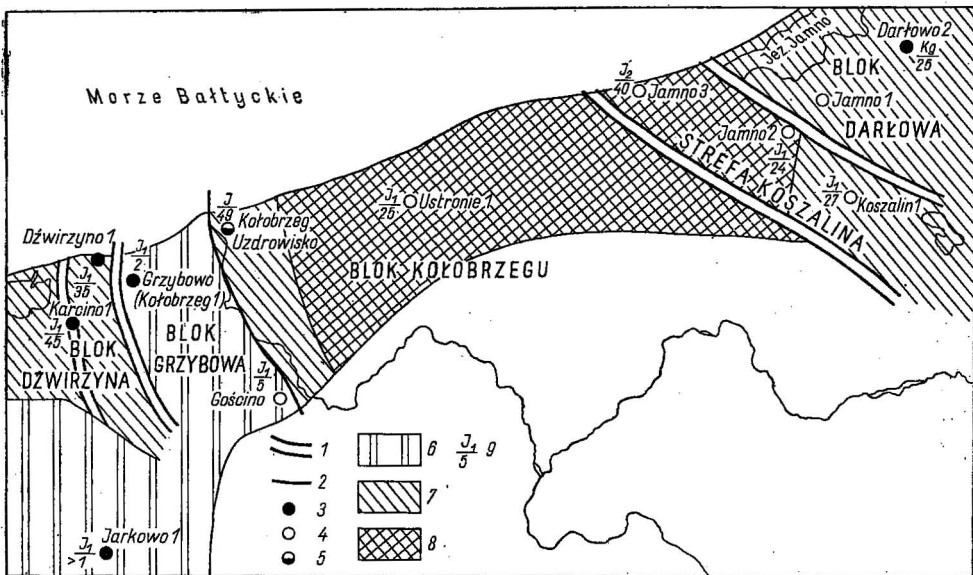 Morze Bałtyckie
Jez. Jamno
Darłowo 2
Kg
26
BLOK
DARŁOWA
Jamno 1
J2
40
Jamno 3
Jamno 2
J1
24
STREFA KOSZALINA
J1
27
Koszalin 1
J1
25
Ustronie 1
J
49
Kołobrzeg
Uzdrowisko
BLOK KOŁOBRZEGU
Dźwirzyno 1
J1
36
J1
2
Grzybowo
(Kołobrzeg 1)
Karcino 1
J1
45
BLOK
DŹWIRZYNA
BLOK
GRZYBOWA
J1
5
Gościno
Jarkowo 1
J1
>1
1
2
3
4
5
6
7
8
J1
5
9